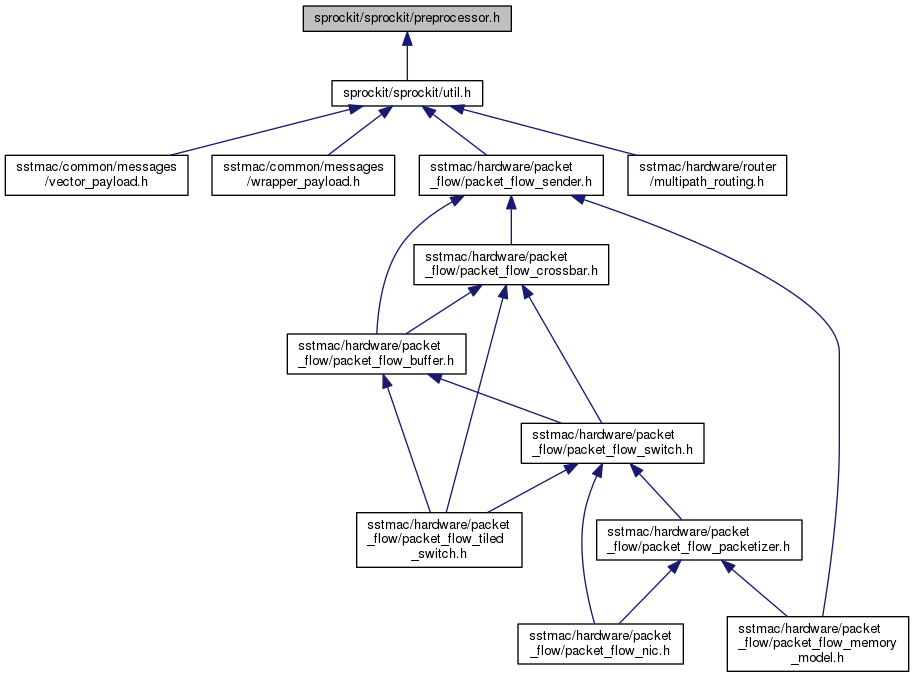 sprockit/sprockit/preprocessor.h
sprockit/sprockit/util.h
sstmac/common/messages
/vector_payload.h
sstmac/common/messages
/wrapper_payload.h
sstmac/hardware/packet
_flow/packet_flow_sender.h
sstmac/hardware/router
/multipath_routing.h
sstmac/hardware/packet
_flow/packet_flow_crossbar.h
sstmac/hardware/packet
_flow/packet_flow_buffer.h
sstmac/hardware/packet
_flow/packet_flow_switch.h
sstmac/hardware/packet
_flow/packet_flow_tiled
_switch.h
sstmac/hardware/packet
_flow/packet_flow_packetizer.h
sstmac/hardware/packet
_flow/packet_flow_nic.h
sstmac/hardware/packet
_flow/packet_flow_memory
_model.h